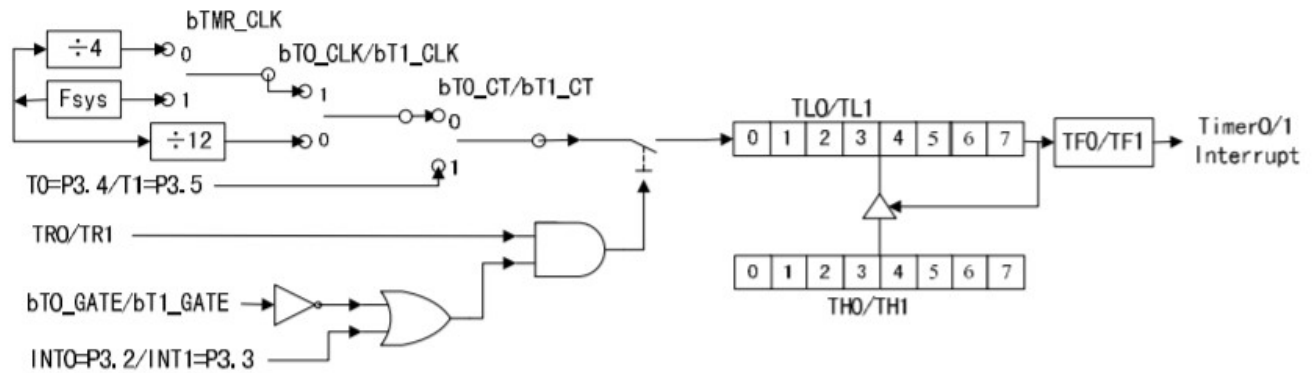 bTMR_CLK
÷4
0
bT0_CLK/bT1_CLK
Fsys
1
1
bT0_CT/bT1_CT
÷12
0
0
TL0/TL1
0 1 2 3 4 5 6 7
TF0/TF1
Timer0/1
Interrupt
T0=P3.4/T1=P3.5
1
TR0/TR1
0 1 2 3 4 5 6 7
TH0/TH1
bT0_GATE/bT1_GATE
INT0=P3.2/INT1=P3.3